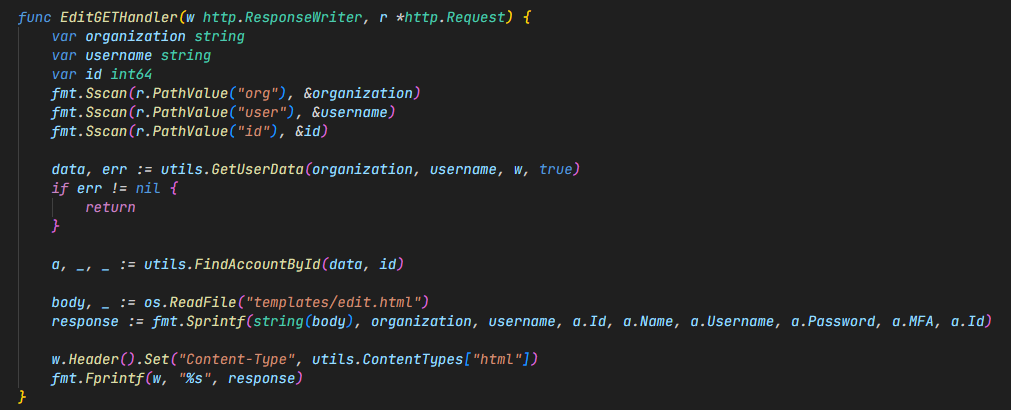 func EditGETHandler(w http.ResponseWriter, r *http.Request) {
var organization string
var username string
var id int64
fmt.Sscan(r.PathValue("org"), &organization)
fmt.Sscan(r.PathValue("user"), &username)
fmt.Sscan(r.PathValue("id"), &id)
data, err := utils.GetUserData(organization, username, w, true)
if err != nil {
return
}
a, _, _ := utils.FindAccountById(data, id)
body, _ := os.ReadFile("templates/edit.html")
response := fmt.Sprintf(string(body), organization, username, a.Id, a.Name, a.Username, a.Password, a.MFA, a.Id)
w.Header().Set("Content-Type", utils.ContentTypes["html"])
fmt.Fprintf(w, "%s", response)
}